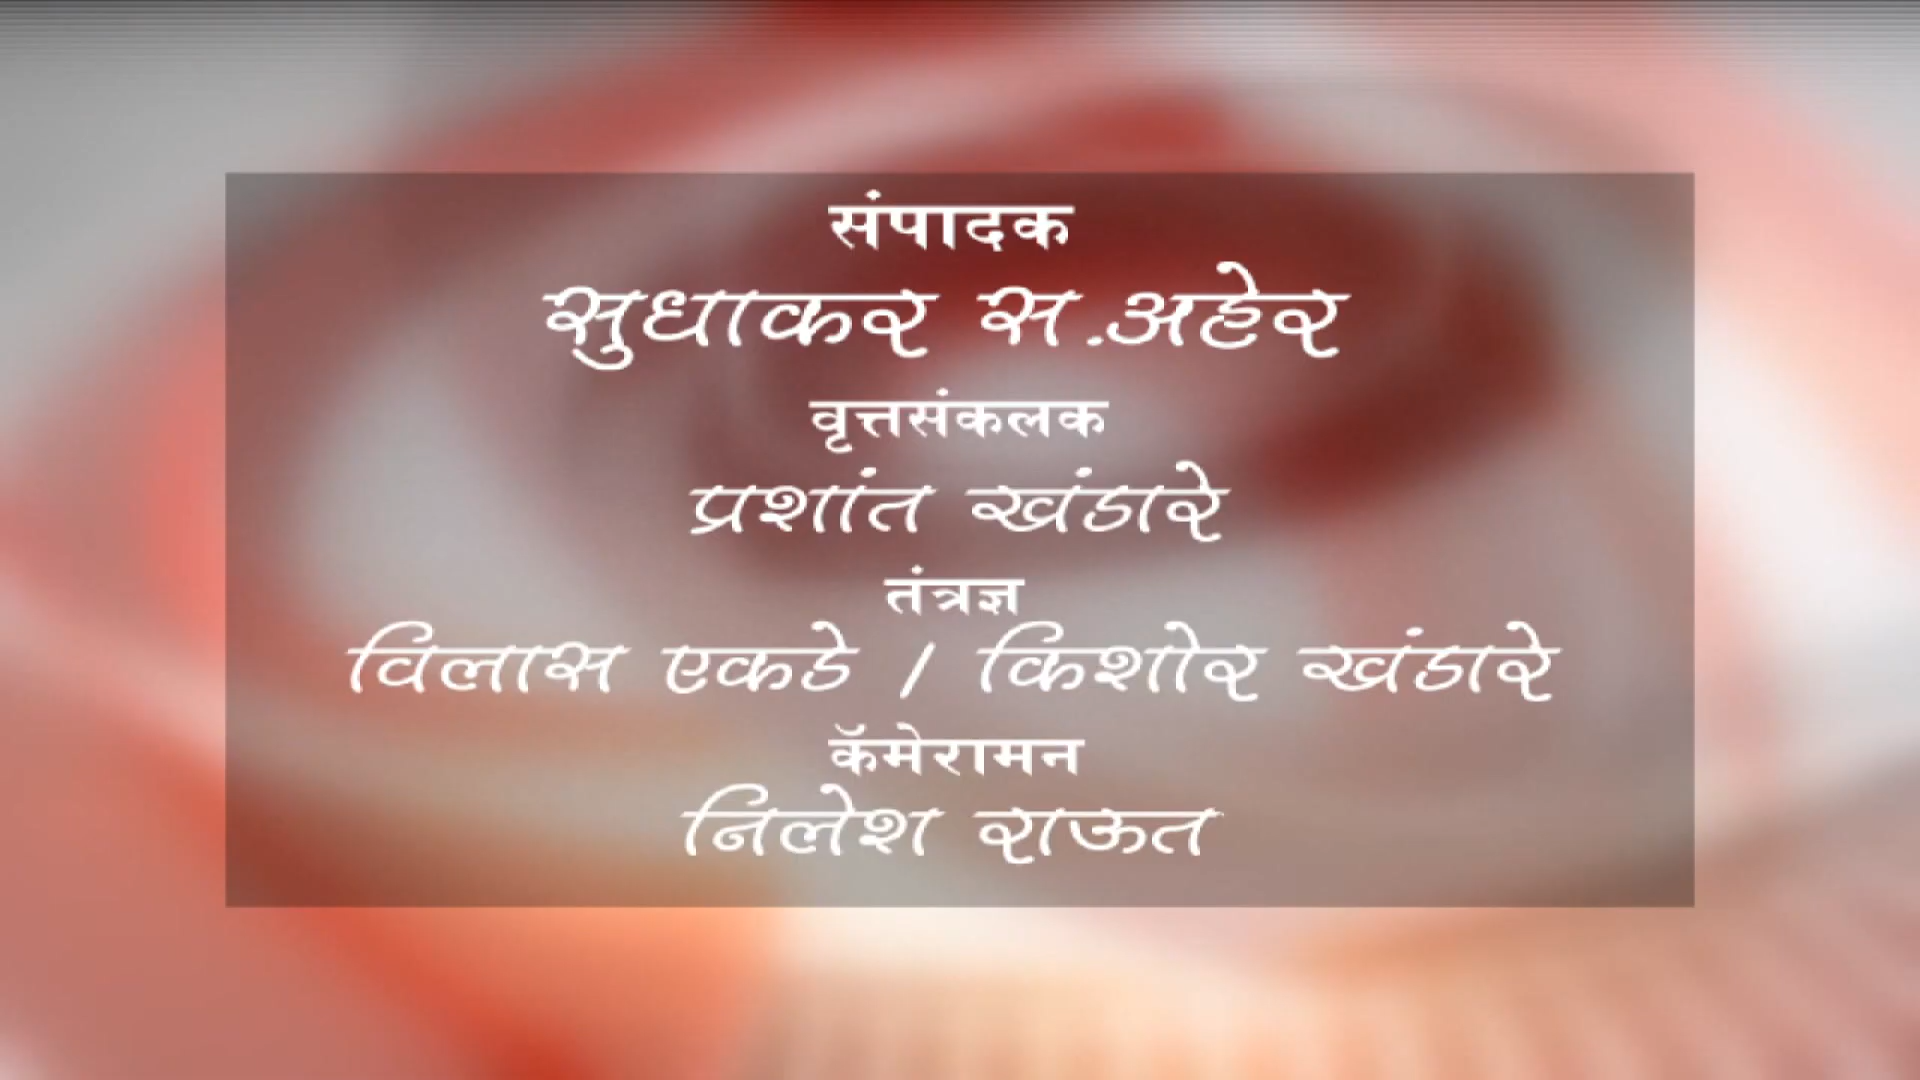 संपादक
सुधाकर स.अहेर
वृत्तसंकलक
प्रशांत खंडारे
तंत्रज्ञ
विलास एकडे / किशोर खंडारे
कॅमेरामन
निलेश राऊत